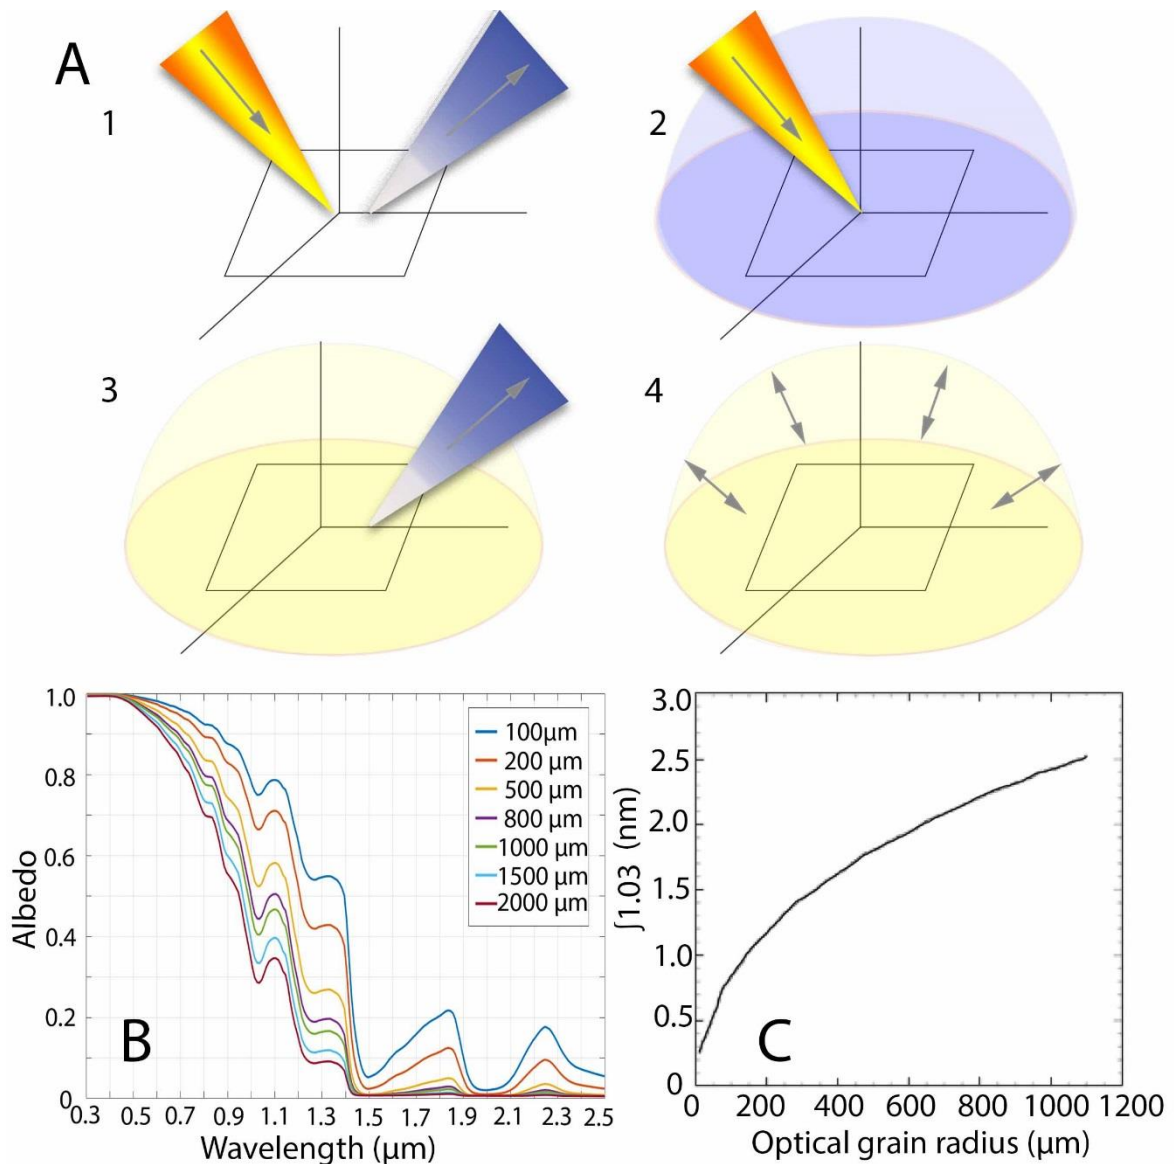 A
1
2
3
4
1.0
0.8
0.6
0.4
0.2
0
Albedo
0.3 0.5 0.7 0.9 1.1 1.3 1.5 1.7 1.9 2.1 2.3 2.5
Wavelength (µm)
100µm
200 µm
500 µm
800 µm
1000 µm
1500 µm
2000 µm
B
3.0
2.5
2.0
1.5
1.0
0.5
0
∫1.03 (nm)
0 200 400 600 800 1000 1200
Optical grain radius (µm)
C